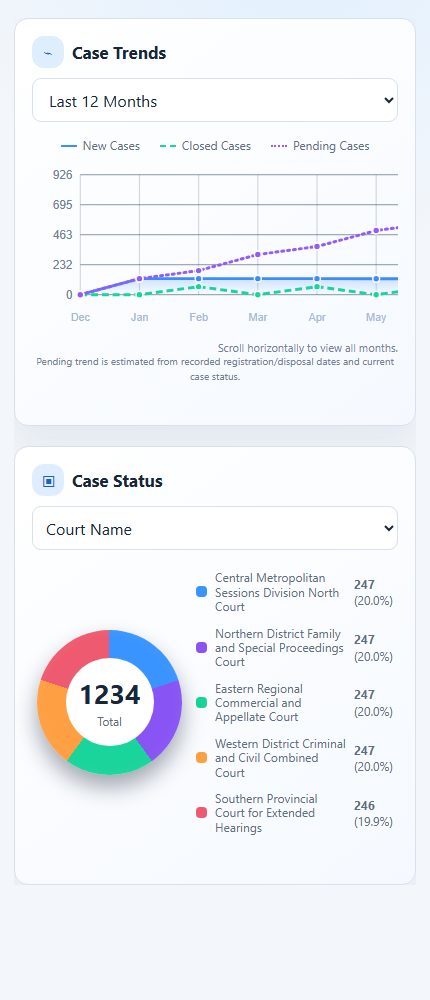 Case Trends
Last 12 Months
New Cases
Closed Cases
Pending Cases
926
695
463
232
0
Dec
Jan
Feb
Mar
Apr
May
Scroll horizontally to view all months.
Pending trend is estimated from recorded registration/disposal dates and current
case status.
Case Status
Court Name
Central Metropolitan
Sessions Division North
Court
247
(20.0%)
Northern District Family
and Special Proceedings
Court
247
(20.0%)
Eastern Regional
Commercial and
Appellate Court
247
(20.0%)
Western District Criminal
and Civil Combined
Court
247
(20.0%)
Southern Provincial
Court for Extended
Hearings
246
(19.9%)
1234
Total